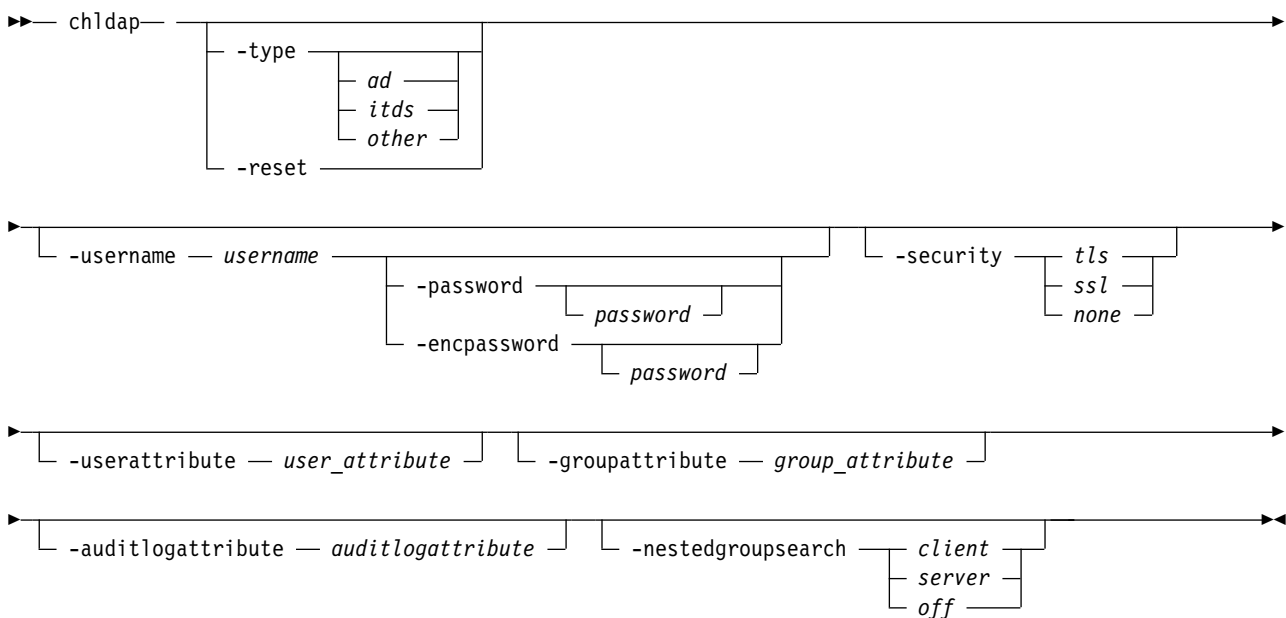 chldap
-type
ad
itds
other
-reset
-username username -security tls
-password ssl
password none
-encpassword
password
-userattribute user_attribute -groupattribute group_attribute
-auditlogattribute auditlogattribute -nestedgroupsearch client
server
off